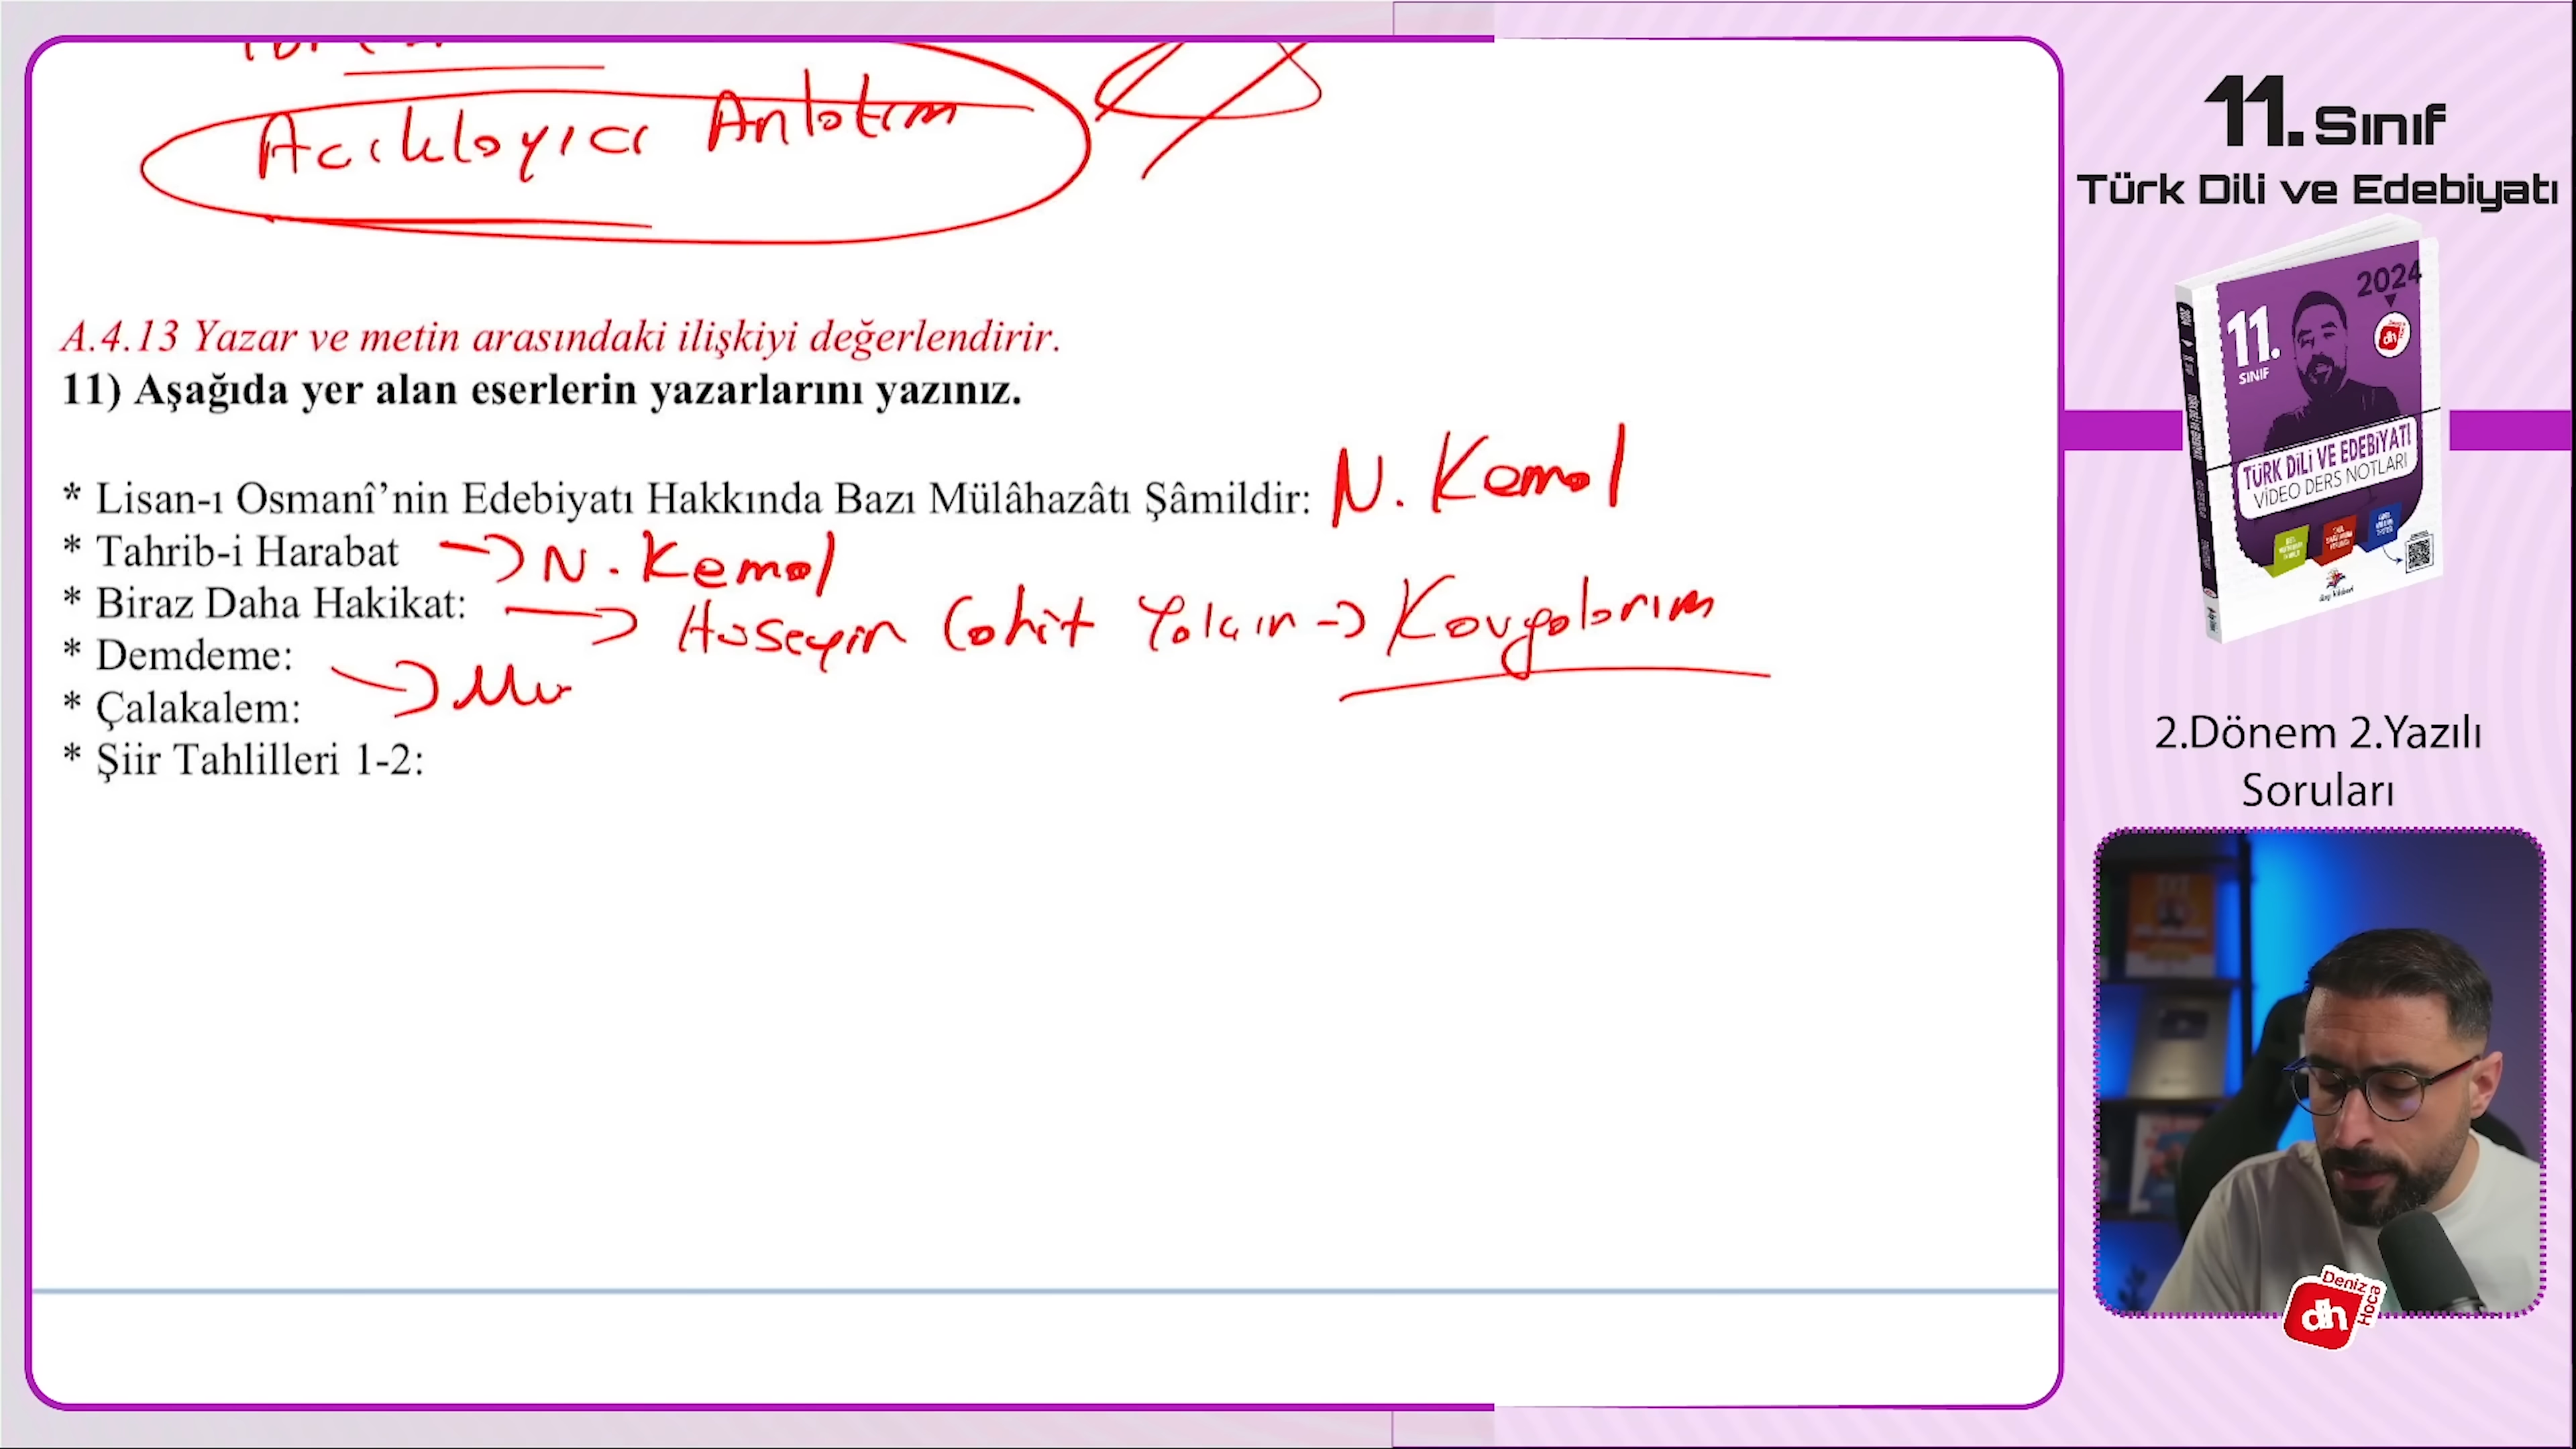 Açıklayıcı Anlatım
A.4.13 Yazar ve metin arasındaki ilişkiyi değerlendirir.
11) Aşağıda yer alan eserlerin yazarlarını yazınız.
* Lisan-ı Osmanî’nin Edebiyatı Hakkında Bazı Mülâhazâtı Şâmildir: N. Kemal
* Tahrib-i Harabat → N. Kemal
* Biraz Daha Hakikat: → Hüseyin Cahit Yalçın → Kavgalarım
* Demdeme: → Mu
* Çalakalem:
* Şiir Tahlilleri 1-2:
11. Sınıf
Türk Dili ve Edebiyatı
2024
11.
SINIF
TÜRK DİLİ VE EDEBİYATI
VİDEO DERS NOTLARI
2.Dönem 2.Yazılı
Soruları
Deniz Hoca
dh